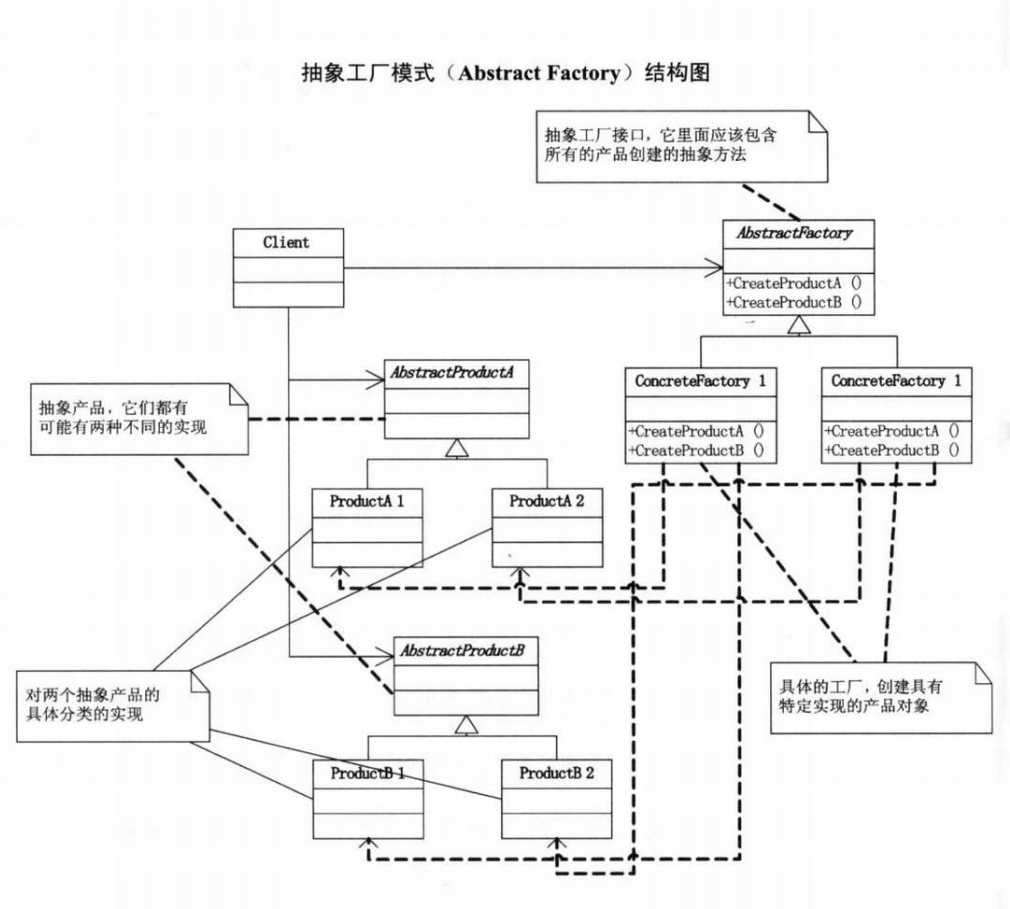 抽象工厂模式（Abstract Factory）结构图
抽象工厂接口，它里面应该包含
所有的产品创建的抽象方法
Client
AbstractFactory
+CreateProductA ()
+CreateProductB ()
AbstractProductA
ConcreteFactory 1
+CreateProductA ()
+CreateProductB ()
ConcreteFactory 1
+CreateProductA ()
+CreateProductB ()
抽象产品，它们都有
可能有两种不同的实现
ProductA 1
ProductA 2
AbstractProductB
对两个抽象产品的
具体分类的实现
具体的工厂，创建具有
特定实现的产品对象
ProductB 1
ProductB 2